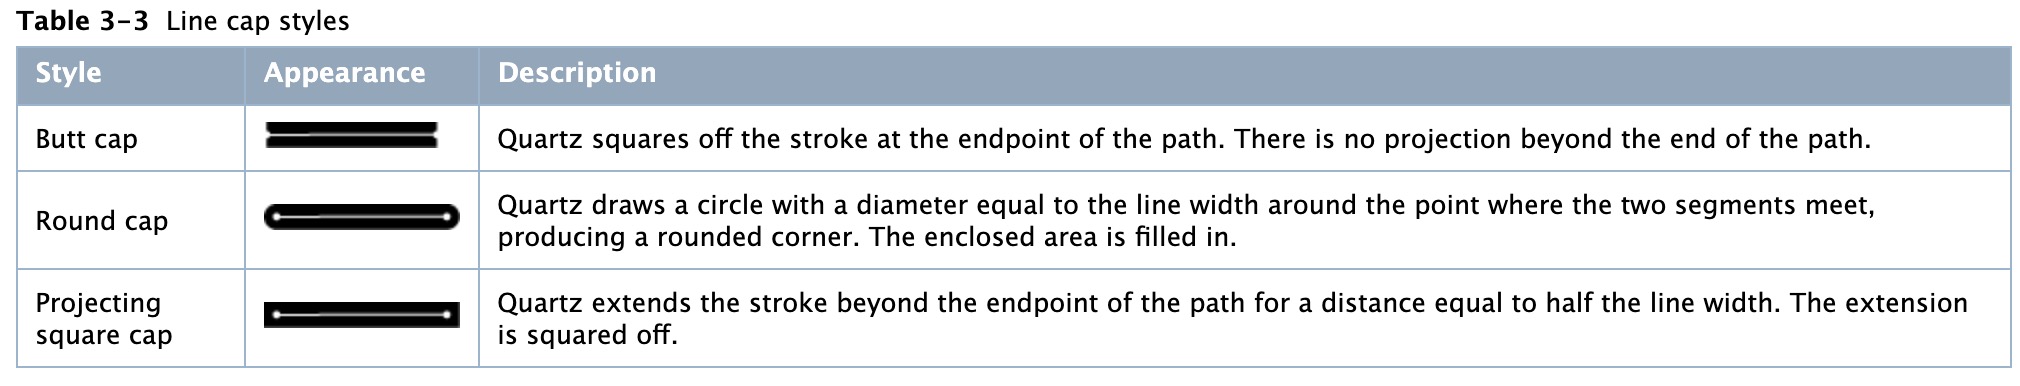 Table 3-3 Line cap styles
Style Appearance Description
Butt cap Quartz squares off the stroke at the endpoint of the path. There is no projection beyond the end of the path.
Round cap Quartz draws a circle with a diameter equal to the line width around the point where the two segments meet,
producing a rounded corner. The enclosed area is filled in.
Projecting Quartz extends the stroke beyond the endpoint of the path for a distance equal to half the line width. The extension
square cap is squared off.